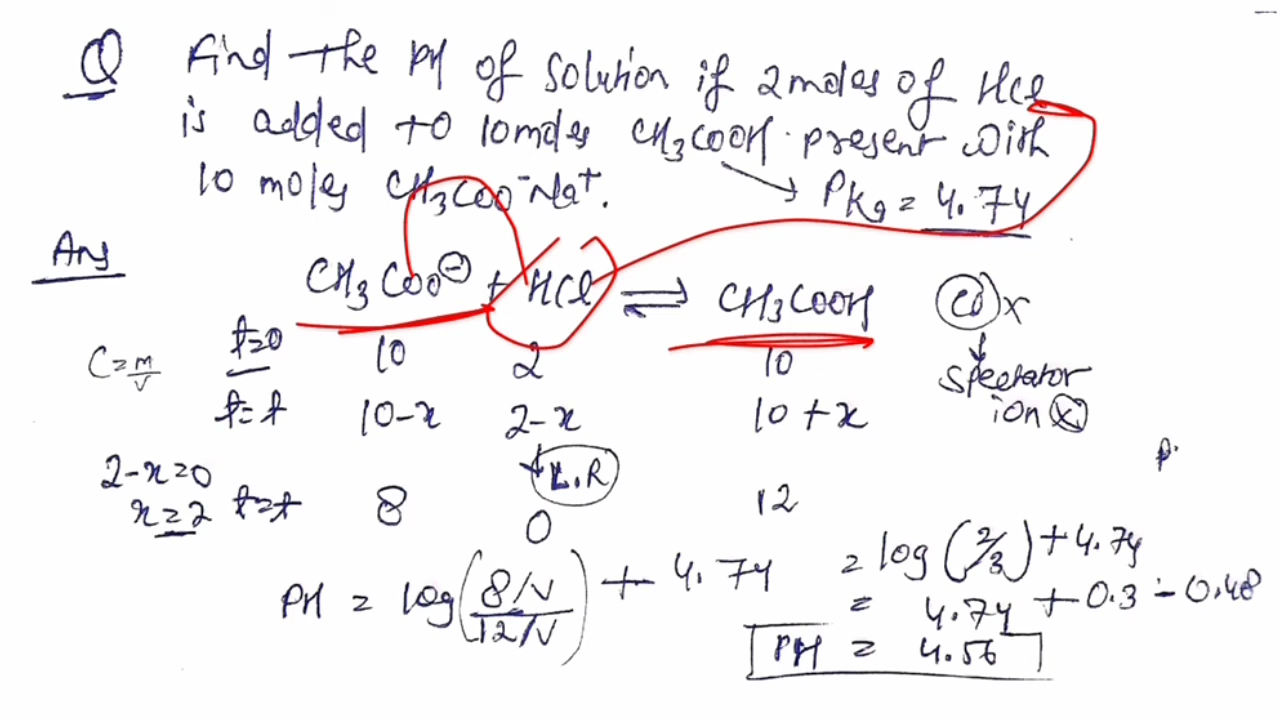 Q Find the PH of Solution if 2 moles of HCl
is added to 10 moles CH₃COOH present with
10 moles CH₃COO⁻Na⁺.
PKa = 4.74
Ans
CH₃COO⊖ + HCl ⇌ CH₃COOH Cl x
C = m/V t=0 10 2 10
Spectator
ion x
t=t 10-x 2-x 10+x
2-x=0 L.R
x=2 t=t 8 0 12
PH = log((8/V)/(12/V)) + 4.74 = log(2/3) + 4.74
= 4.74 + 0.3 - 0.48
PH = 4.56